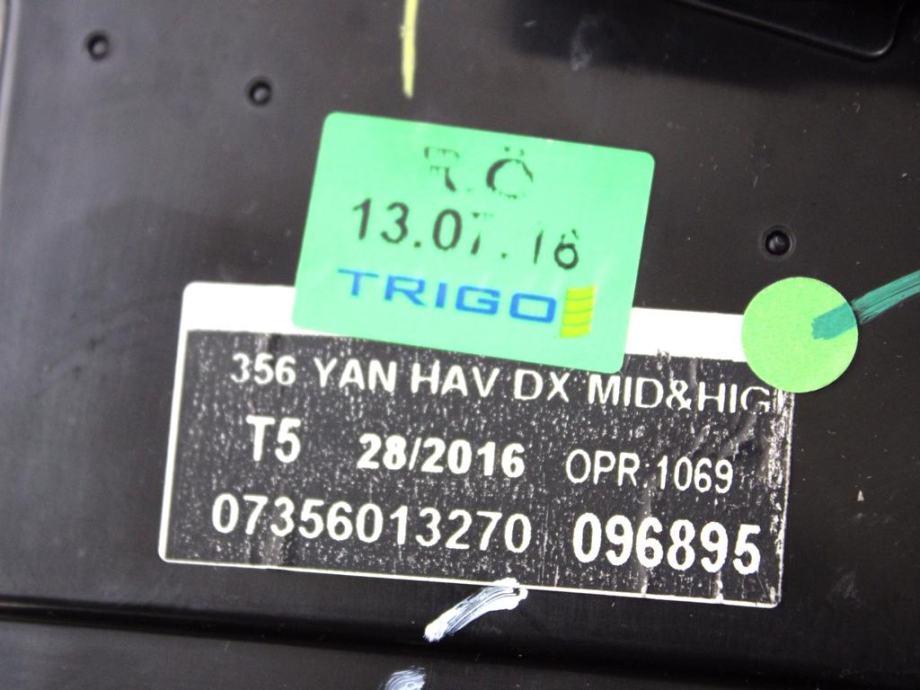 R.Ö
13.07.16
TRIGO
356 YAN HAV DX MID&HIG
T5 28/2016 OPR.1069
07356013270 096895